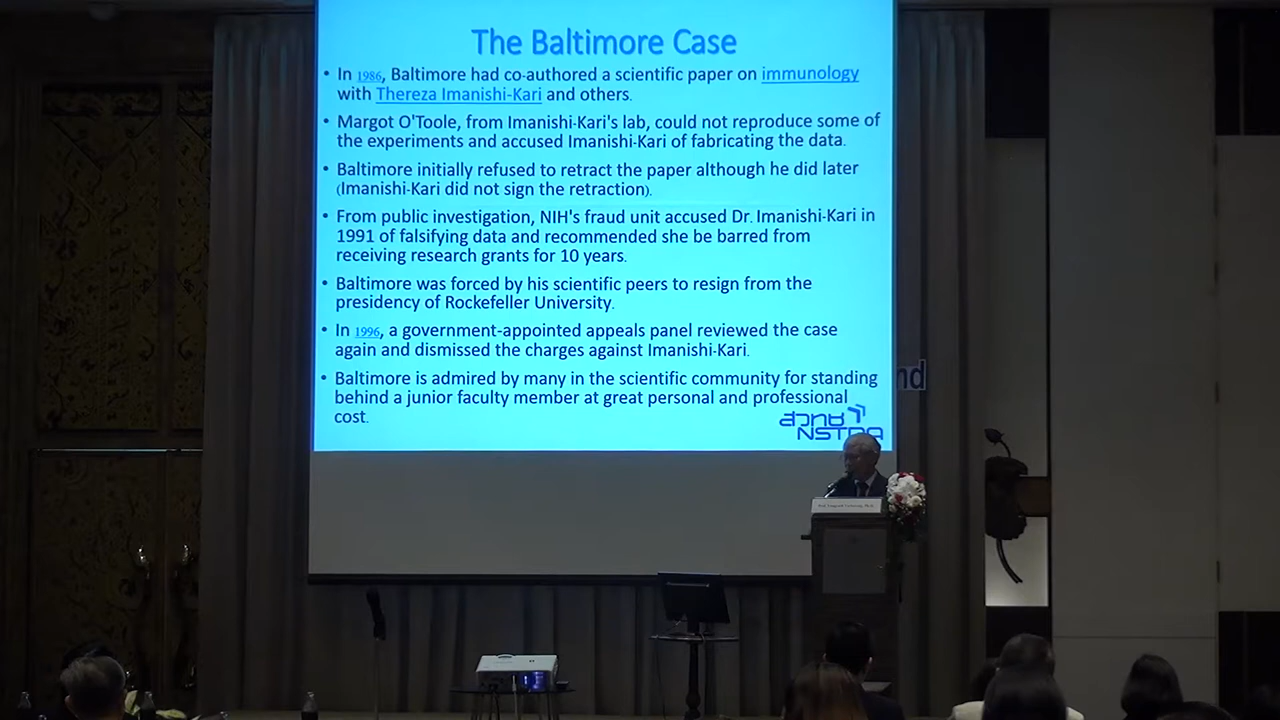 The Baltimore Case
• In 1986, Baltimore had co-authored a scientific paper on immunology
with Thereza Imanishi-Kari and others.
• Margot O'Toole, from Imanishi-Kari's lab, could not reproduce some of
the experiments and accused Imanishi-Kari of fabricating the data.
• Baltimore initially refused to retract the paper although he did later
(Imanishi-Kari did not sign the retraction).
• From public investigation, NIH's fraud unit accused Dr. Imanishi-Kari in
1991 of falsifying data and recommended she be barred from
receiving research grants for 10 years.
• Baltimore was forced by his scientific peers to resign from the
presidency of Rockefeller University.
• In 1996, a government-appointed appeals panel reviewed the case
again and dismissed the charges against Imanishi-Kari.
• Baltimore is admired by many in the scientific community for standing
behind a junior faculty member at great personal and professional
cost.
สวทช
NSTDA
nd